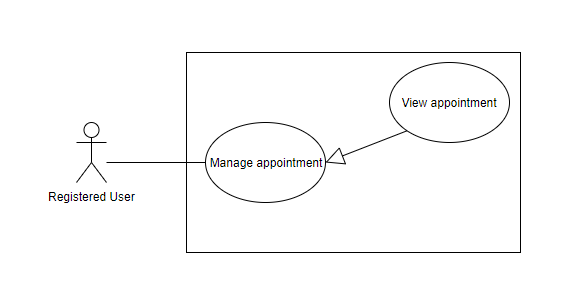 View appointment
Manage appointment
Registered User